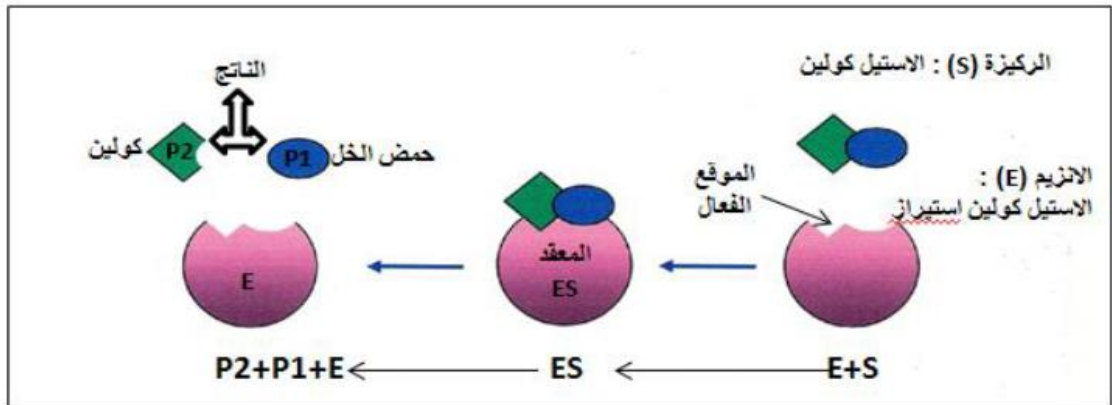 الركيزة (S) : الاستيل كولين
الانزيم (E) :
الاستيل كولين استيراز
الموقع
الفعال
المعقد
ES
الناتج
حمض الخل
P1
P2
كولين
E
E+S
ES
P2+P1+E